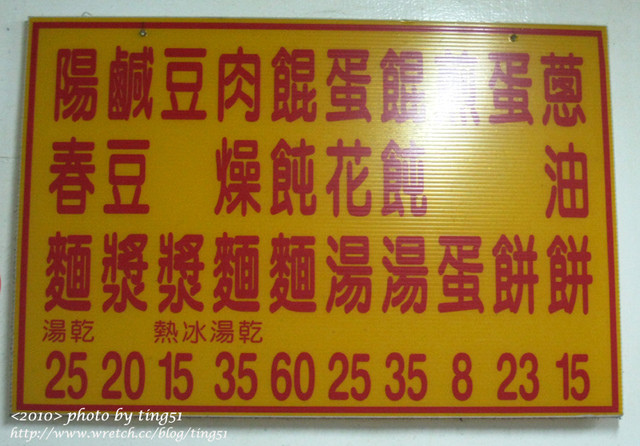 蔥油餅
15
蛋餅
23
煎蛋
8
餛飩湯
35
蛋花湯
25
餛飩麵
60
肉燥麵
湯乾
35
豆漿
熱冰
15
鹹豆漿
20
陽春麵
湯乾
25
<2010> photo by ting51
http://www.wretch.cc/blog/ting51